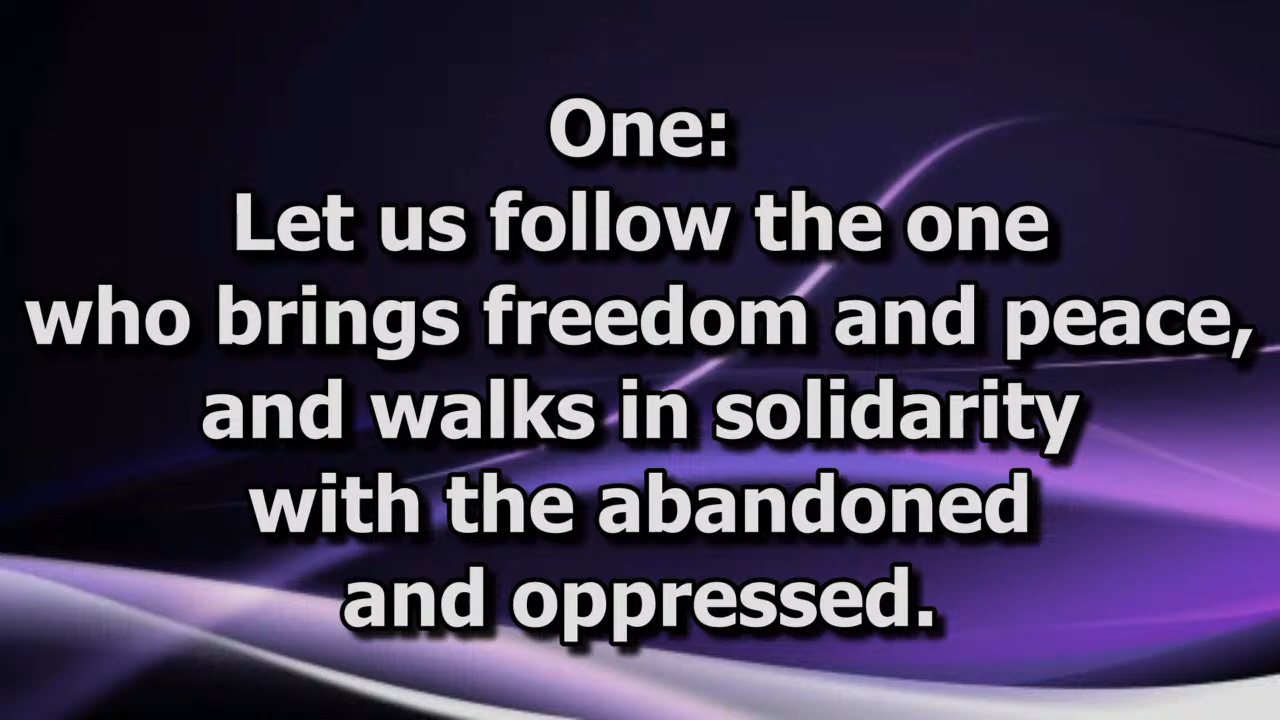 One:
Let us follow the one
who brings freedom and peace,
and walks in solidarity
with the abandoned
and oppressed.